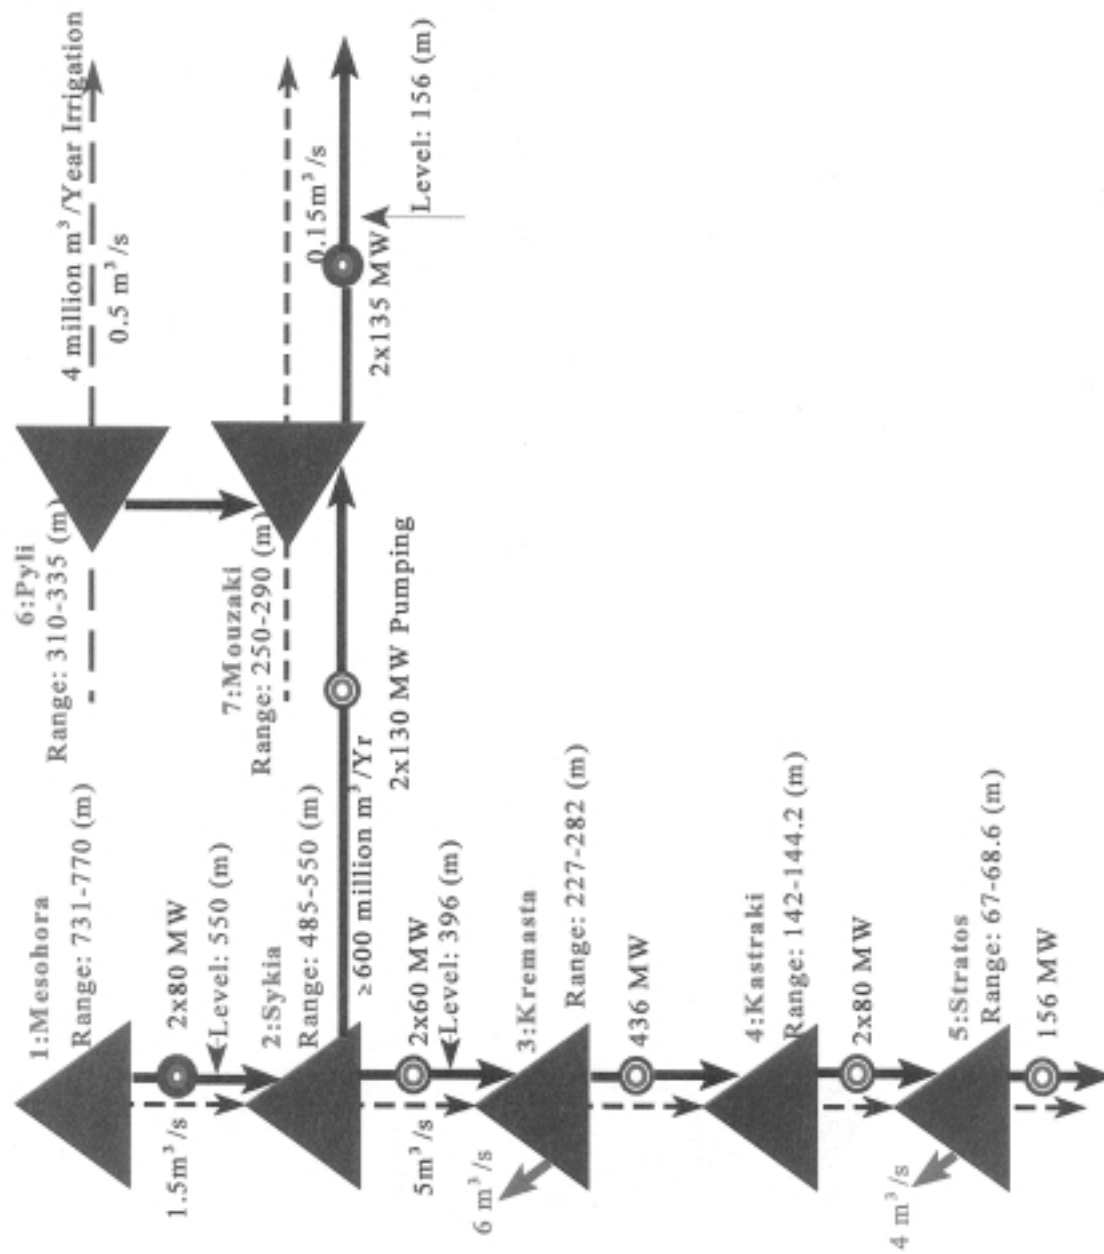 1:Mesohora
Range: 731-770 (m)
2x80 MW
Level: 550 (m)
1.5m³/s
2:Sykia
Range: 485-550 (m)
≥600 million m³/Yr
2x60 MW
Level: 396 (m)
5m³/s
3:Kremasta
Range: 227-282 (m)
6 m³/s
436 MW
4:Kastraki
Range: 142-144.2 (m)
2x80 MW
5:Stratos
Range: 67-68.6 (m)
4 m³/s
156 MW
6:Pyli
Range: 310-335 (m)
4 million m³/Year Irrigation
0.5 m³/s
7:Mouzaki
Range: 250-290 (m)
2x130 MW Pumping
0.15m³/s
2x135 MW
Level: 156 (m)